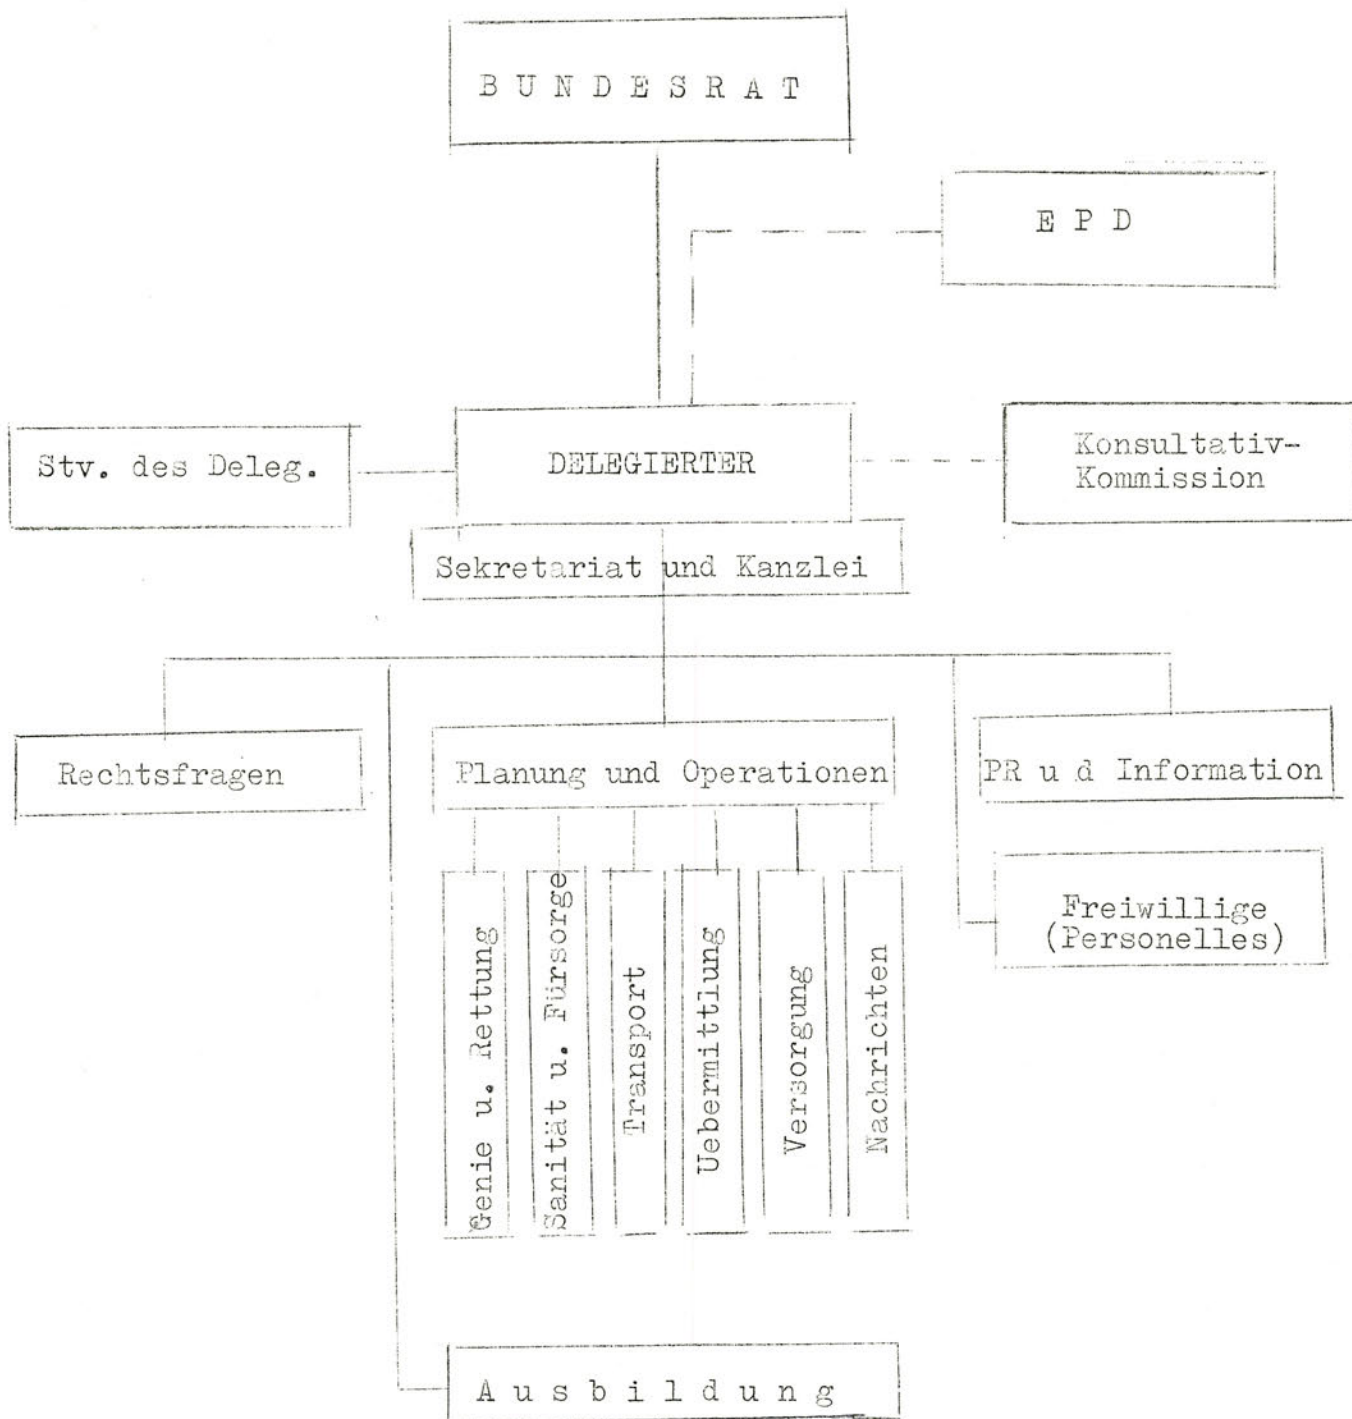 B U N D E S R A T
E P D
Stv. des Deleg.
DELEGIERTER
Konsultativ-
Kommission
Sekretariat und Kanzlei
Rechtsfragen
Planung und Operationen
PR u d Information
Genie u. Rettung
Sanität u. Fürsorge
Transport
Uebermittlung
Versorgung
Nachrichten
Freiwillige
(Personelles)
A u s b i l d u n g